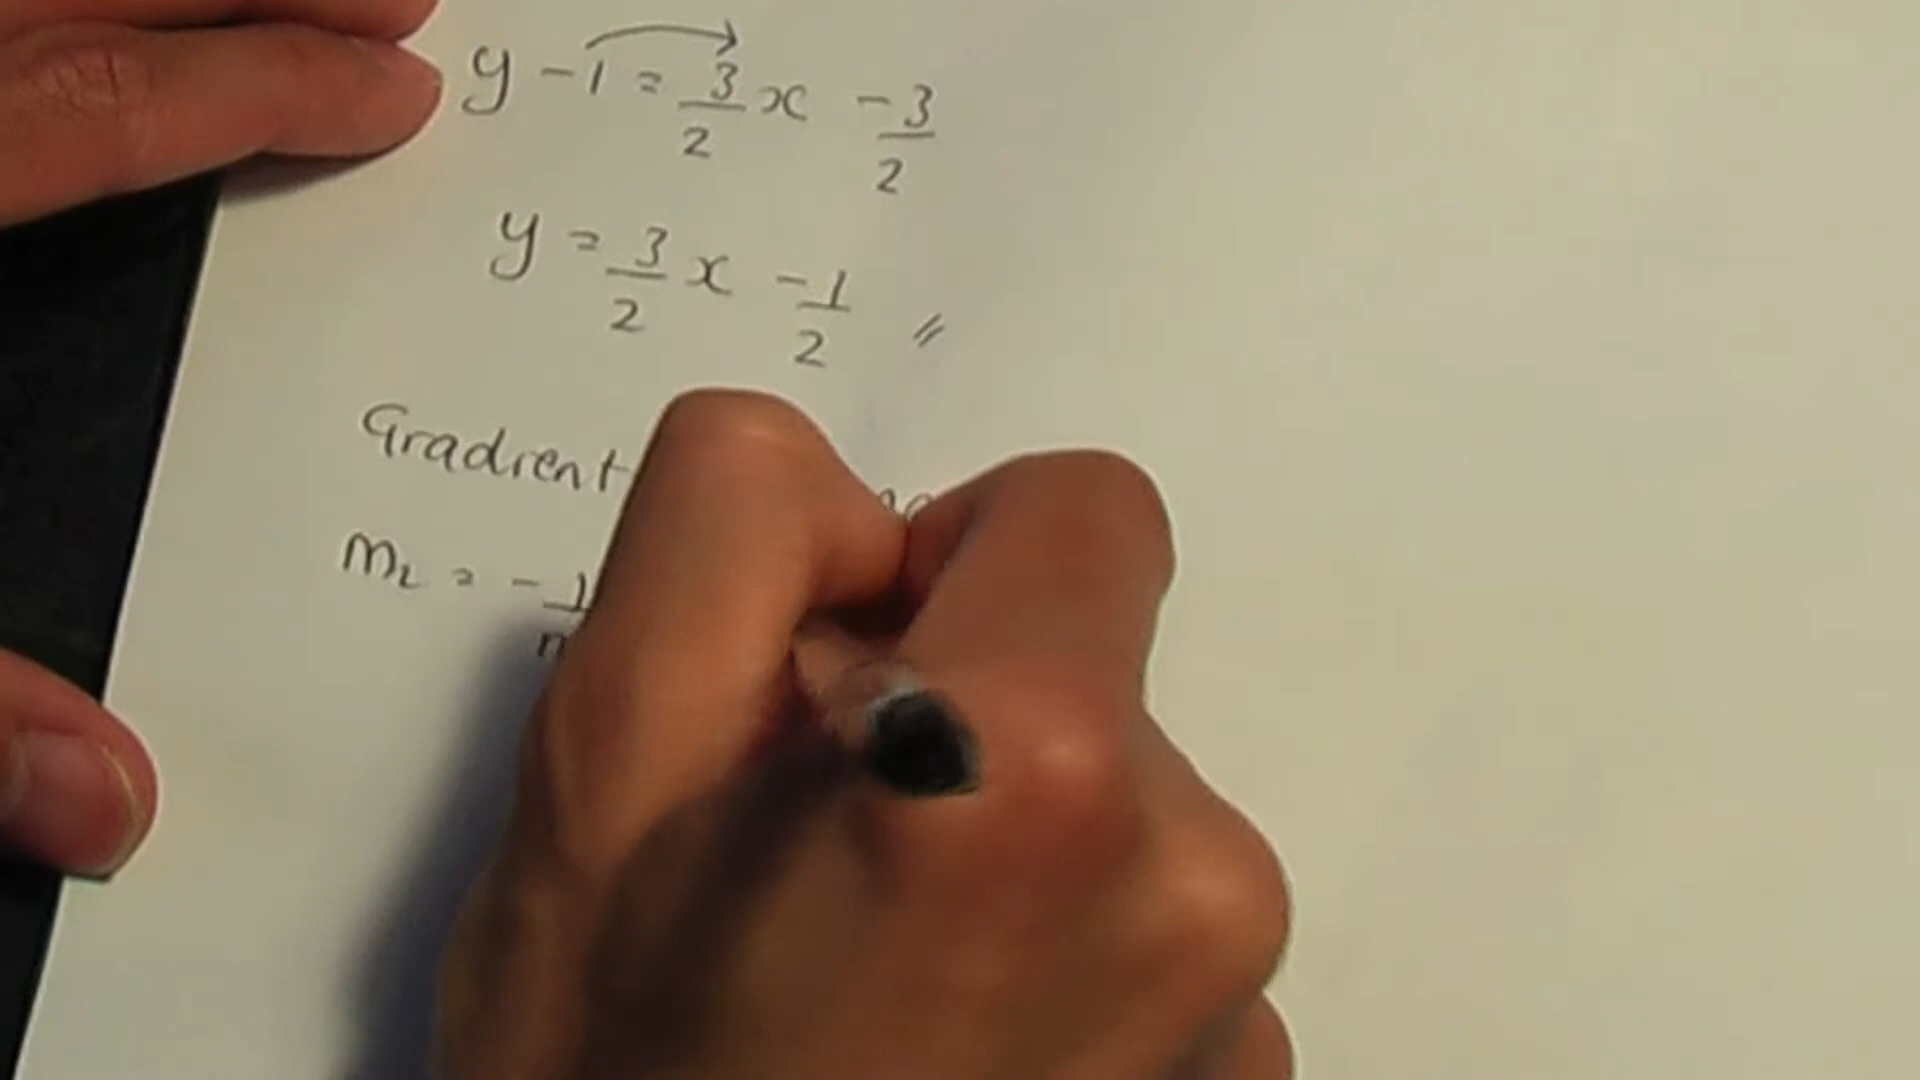 y - 1 = 3/2 x - 3/2
y = 3/2 x - 1/2 //
Gradient
m₂ = - 1